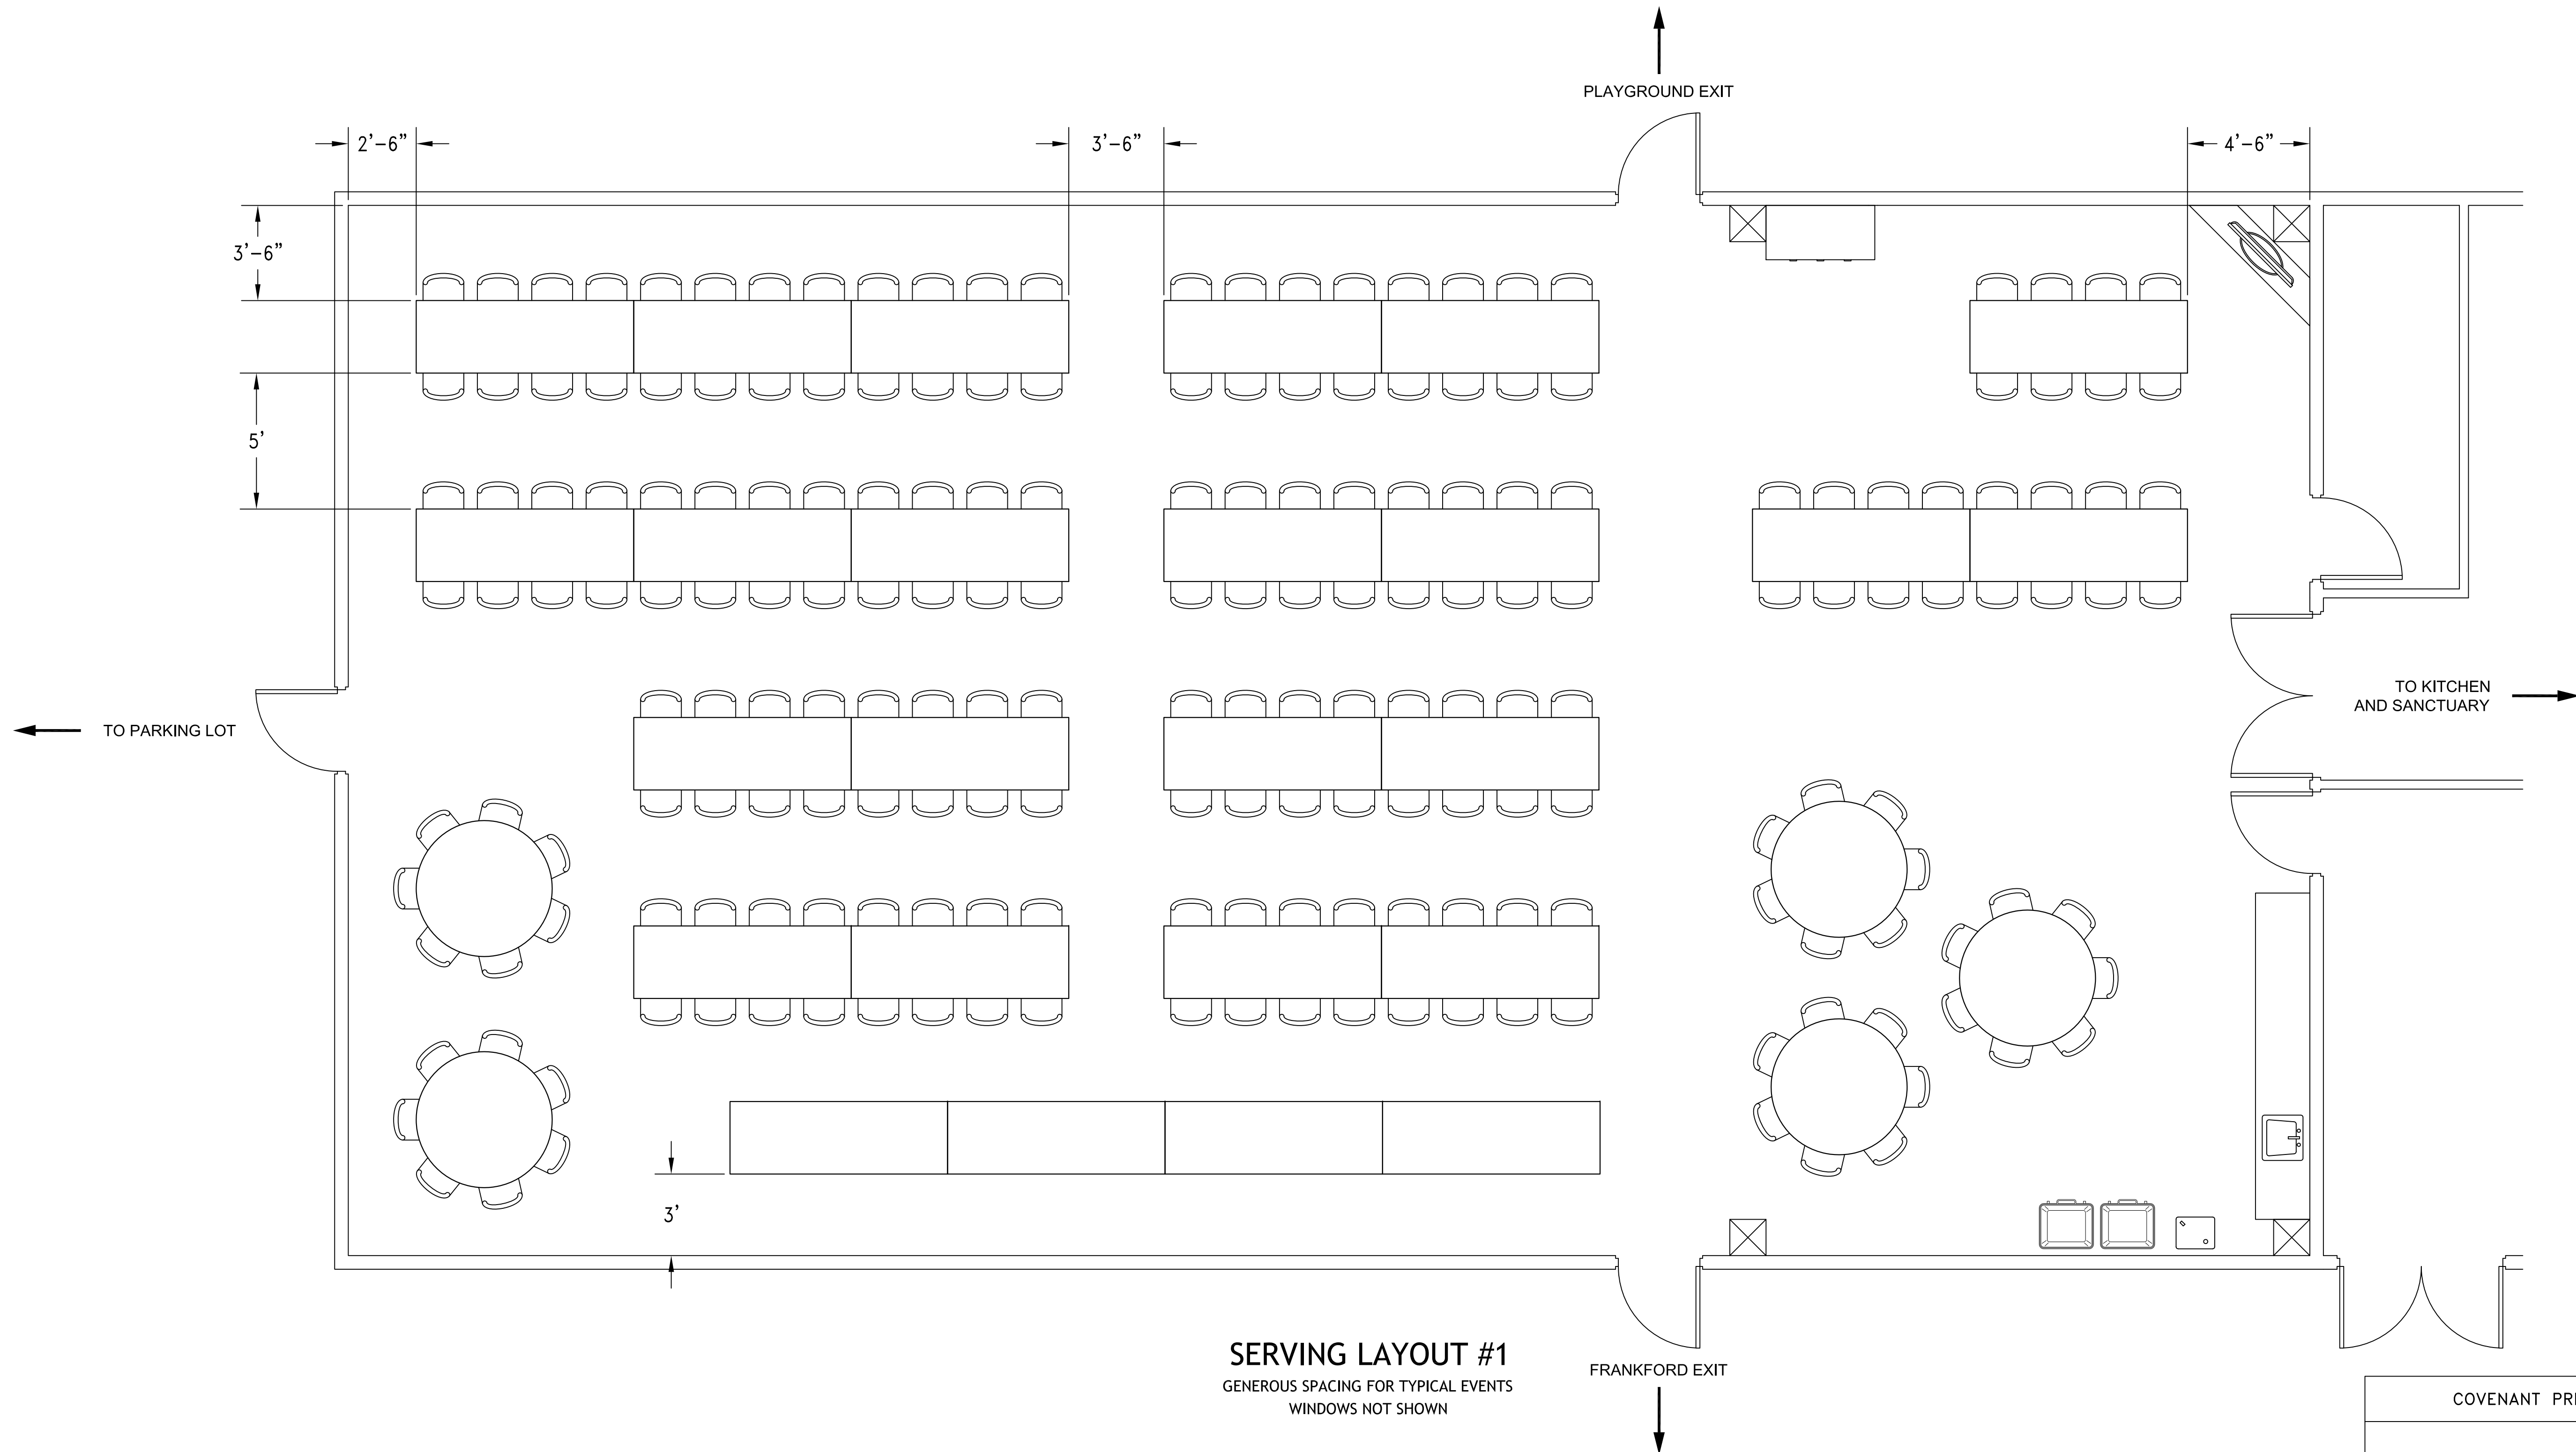 PLAYGROUND EXIT
2'-6"
3'-6"
4'-6"
3'-6"
5'
TO KITCHEN
AND SANCTUARY
TO PARKING LOT
3'
SERVING LAYOUT #1
GENEROUS SPACING FOR TYPICAL EVENTS
WINDOWS NOT SHOWN
FRANKFORD EXIT
COVENANT